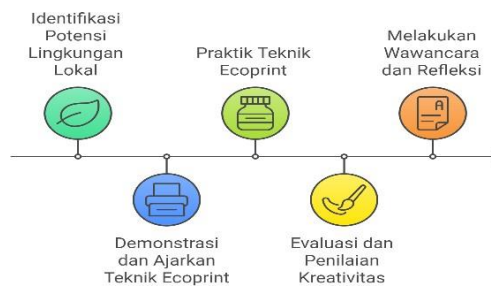 Identifikasi
Potensi
Lingkungan
Lokal
Demonstrasi
dan Ajarkan
Teknik Ecoprint
Praktik Teknik
Ecoprint
Evaluasi dan
Penilaian
Kreativitas
Melakukan
Wawancara
dan Refleksi
A